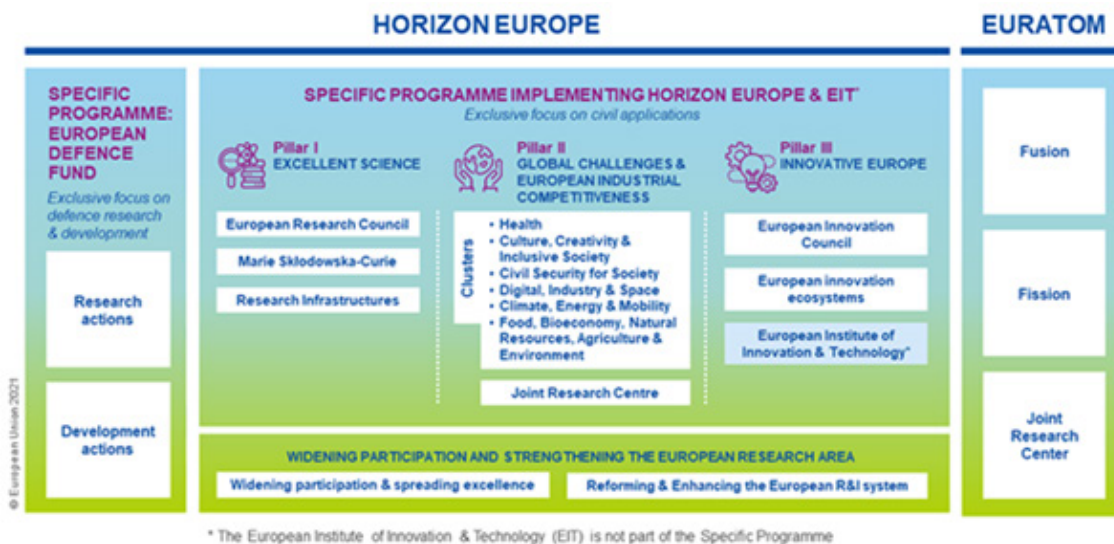 HORIZON EUROPE
EURATOM
SPECIFIC
PROGRAMME:
EUROPEAN
DEFENCE
FUND
Exclusive focus on
defence research
& development
Research
actions
Development
actions
SPECIFIC PROGRAMME IMPLEMENTING HORIZON EUROPE & EIT*
Exclusive focus on civil applications
Pillar I
EXCELLENT SCIENCE
European Research Council
Marie Skłodowska-Curie
Research Infrastructures
Pillar II
GLOBAL CHALLENGES &
EUROPEAN INDUSTRIAL
COMPETITIVENESS
Clusters
• Health
• Culture, Creativity &
Inclusive Society
• Civil Security for Society
• Digital, Industry & Space
• Climate, Energy & Mobility
• Food, Bioeconomy, Natural
Resources, Agriculture &
Environment
Joint Research Centre
Pillar III
INNOVATIVE EUROPE
European Innovation
Council
European innovation
ecosystems
European Institute of
Innovation & Technology*
WIDENING PARTICIPATION AND STRENGTHENING THE EUROPEAN RESEARCH AREA
Widening participation & spreading excellence
Reforming & Enhancing the European R&I system
Fusion
Fission
Joint
Research
Center
© European Union 2021
* The European Institute of Innovation & Technology (EIT) is not part of the Specific Programme